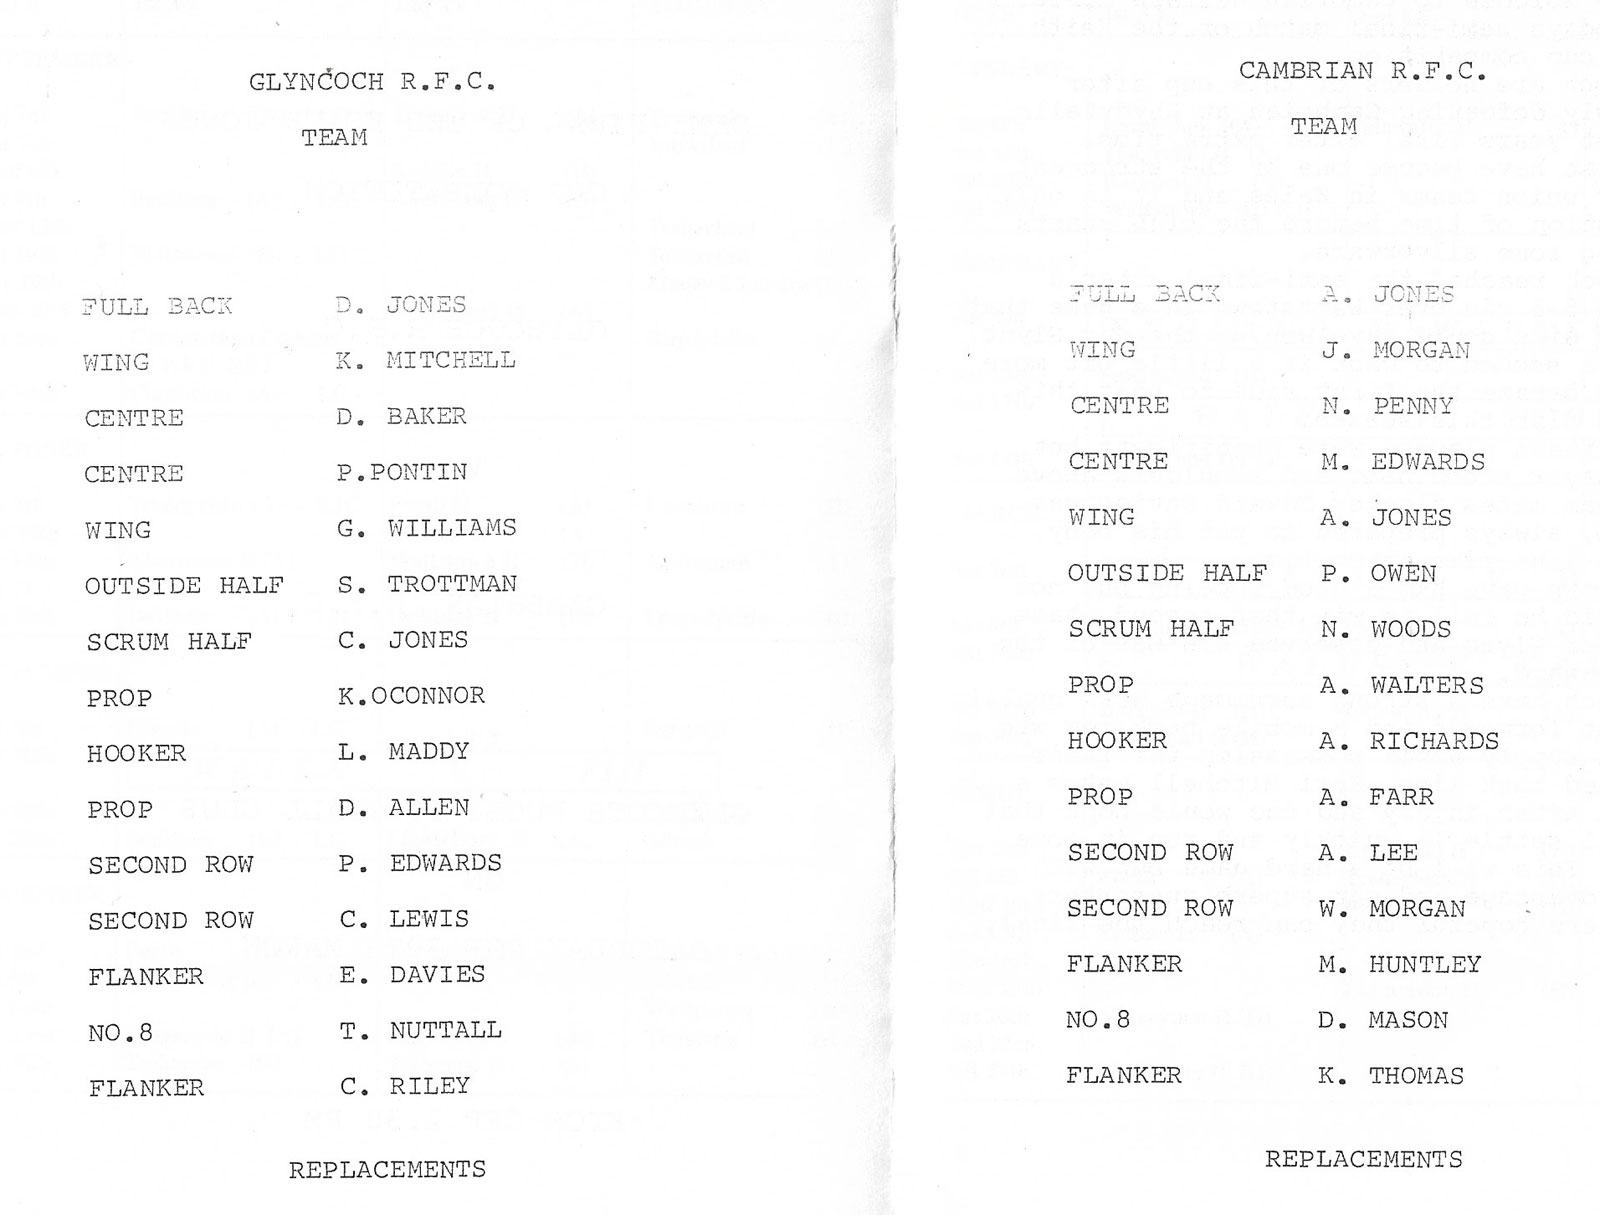 GLYNCOCH R.F.C.
TEAM
FULL BACK D. JONES
WING K. MITCHELL
CENTRE D. BAKER
CENTRE P.PONTIN
WING G. WILLIAMS
OUTSIDE HALF S. TROTTMAN
SCRUM HALF C. JONES
PROP K.OCONNOR
HOOKER L. MADDY
PROP D. ALLEN
SECOND ROW P. EDWARDS
SECOND ROW C. LEWIS
FLANKER E. DAVIES
NO.8 T. NUTTALL
FLANKER C. RILEY
REPLACEMENTS
CAMBRIAN R.F.C.
TEAM
FULL BACK A. JONES
WING J. MORGAN
CENTRE N. PENNY
CENTRE M. EDWARDS
WING A. JONES
OUTSIDE HALF P. OWEN
SCRUM HALF N. WOODS
PROP A. WALTERS
HOOKER A. RICHARDS
PROP A. FARR
SECOND ROW A. LEE
SECOND ROW W. MORGAN
FLANKER M. HUNTLEY
NO.8 D. MASON
FLANKER K. THOMAS
REPLACEMENTS